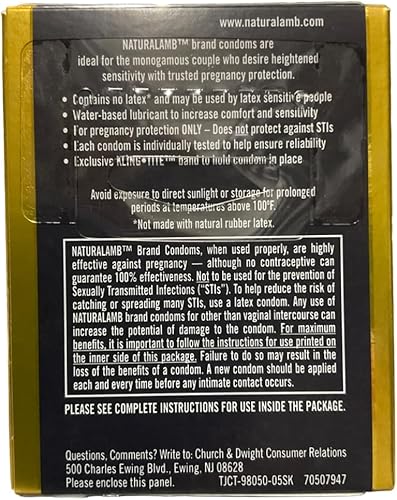 www.naturalamb.com
NATURALAMB™ brand condoms are
ideal for the monogamous couple who desire heightened
sensitivity with trusted pregnancy protection.
• Contains no latex* and may be used by latex sensitive people
• Water-based lubricant to increase comfort and sensitivity
• For pregnancy protection ONLY – Does not protect against STIs
• Each condom is individually tested to help ensure reliability
• Exclusive KLING•TITE™ band to hold condom in place
Avoid exposure to direct sunlight or storage for prolonged
periods at temperatures above 100°F.
*Not made with natural rubber latex.
NATURALAMB™ Brand Condoms, when used properly, are highly
effective against pregnancy — although no contraceptive can
guarantee 100% effectiveness. Not to be used for the prevention of
Sexually Transmitted Infections ("STIs"). To help reduce the risk of
catching or spreading many STIs, use a latex condom. Any use of
NATURALAMB brand condoms for other than vaginal intercourse can
increase the potential of damage to the condom. For maximum
benefits, it is important to follow the instructions for use printed on
the inner side of this package. Failure to do so may result in the
loss of the benefits of a condom. A new condom should be applied
each and every time before any intimate contact occurs.
PLEASE SEE COMPLETE INSTRUCTIONS FOR USE INSIDE THE PACKAGE.
Questions, Comments? Write to: Church & Dwight Consumer Relations
500 Charles Ewing Blvd., Ewing, NJ 08628
Please enclose this panel. TJCT-98050-05SK 70507947